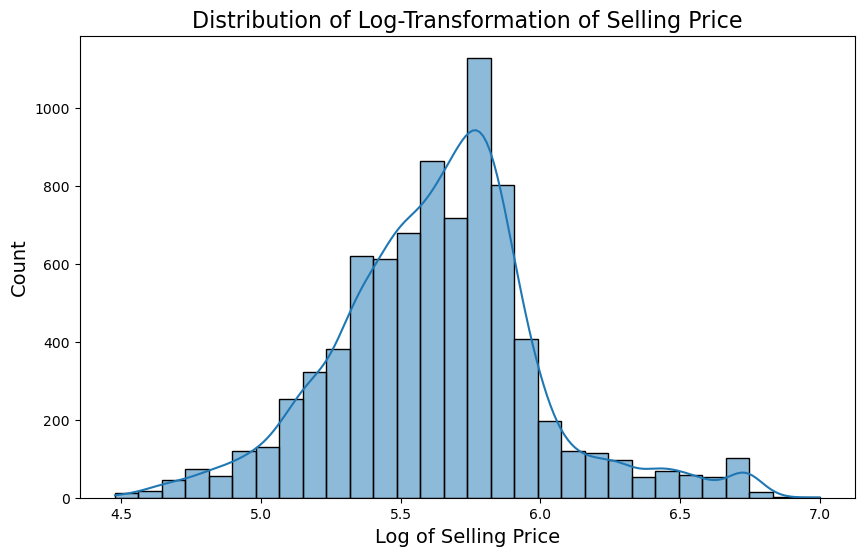 Distribution of Log-Transformation of Selling Price
1000
800
600
400
200
0
Count
4.5 5.0 5.5 6.0 6.5 7.0
Log of Selling Price